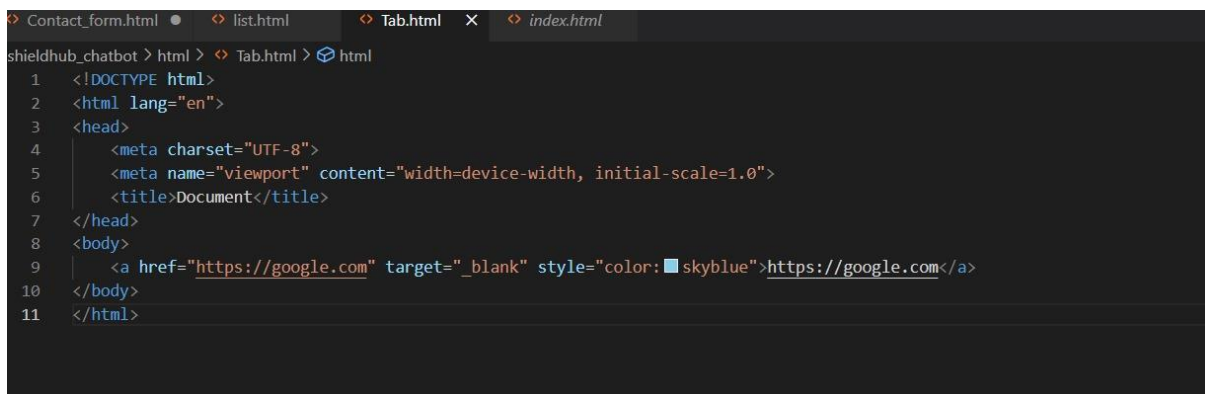 Contact_form.html list.html Tab.html index.html
shieldhub_chatbot > html > Tab.html > html
1 <!DOCTYPE html>
2 <html lang="en">
3 <head>
4     <meta charset="UTF-8">
5     <meta name="viewport" content="width=device-width, initial-scale=1.0">
6     <title>Document</title>
7 </head>
8 <body>
9     <a href="https://google.com" target="_blank" style="color:skyblue">https://google.com</a>
10 </body>
11 </html>